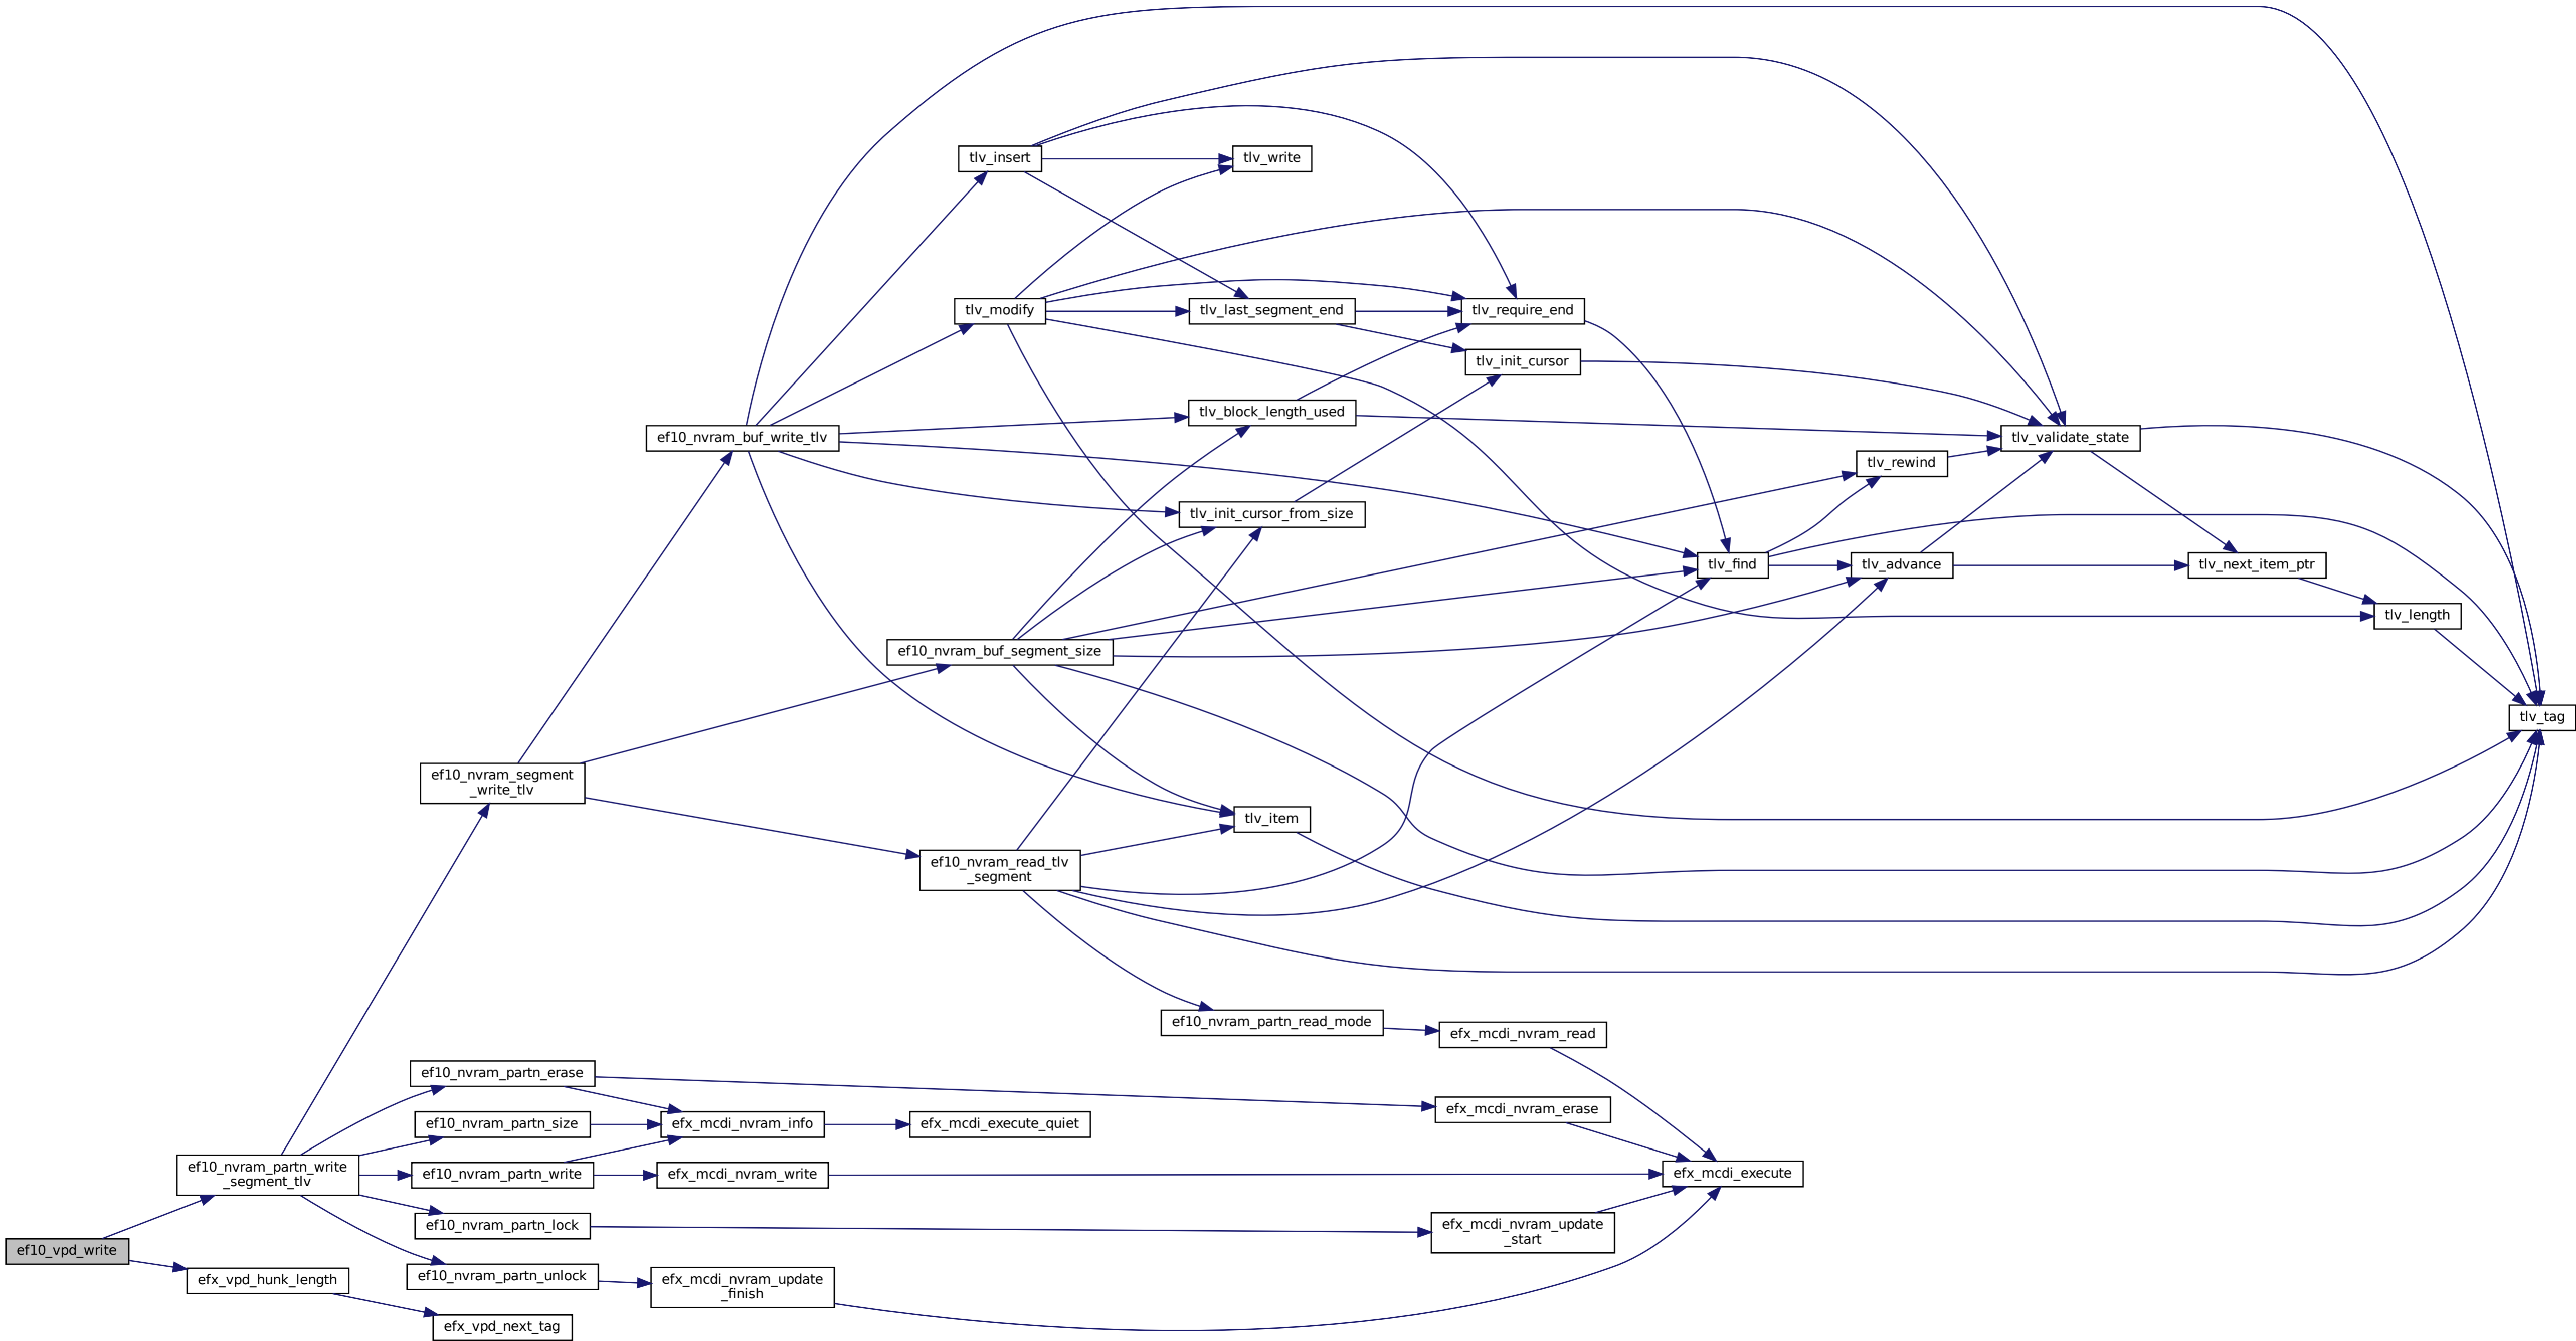 tlv_insert
tlv_write
tlv_modify
tlv_last_segment_end
tlv_require_end
tlv_init_cursor
tlv_block_length_used
ef10_nvram_buf_write_tlv
tlv_validate_state
tlv_rewind
tlv_init_cursor_from_size
tlv_find
tlv_advance
tlv_next_item_ptr
tlv_length
ef10_nvram_buf_segment_size
tlv_tag
ef10_nvram_segment
_write_tlv
tlv_item
ef10_nvram_read_tlv
_segment
ef10_nvram_partn_read_mode
efx_mcdi_nvram_read
ef10_nvram_partn_erase
efx_mcdi_nvram_erase
ef10_nvram_partn_size
efx_mcdi_nvram_info
efx_mcdi_execute_quiet
ef10_nvram_partn_write
_segment_tlv
ef10_nvram_partn_write
efx_mcdi_nvram_write
efx_mcdi_execute
ef10_nvram_partn_lock
efx_mcdi_nvram_update
_start
ef10_vpd_write
efx_vpd_hunk_length
ef10_nvram_partn_unlock
efx_mcdi_nvram_update
_finish
efx_vpd_next_tag